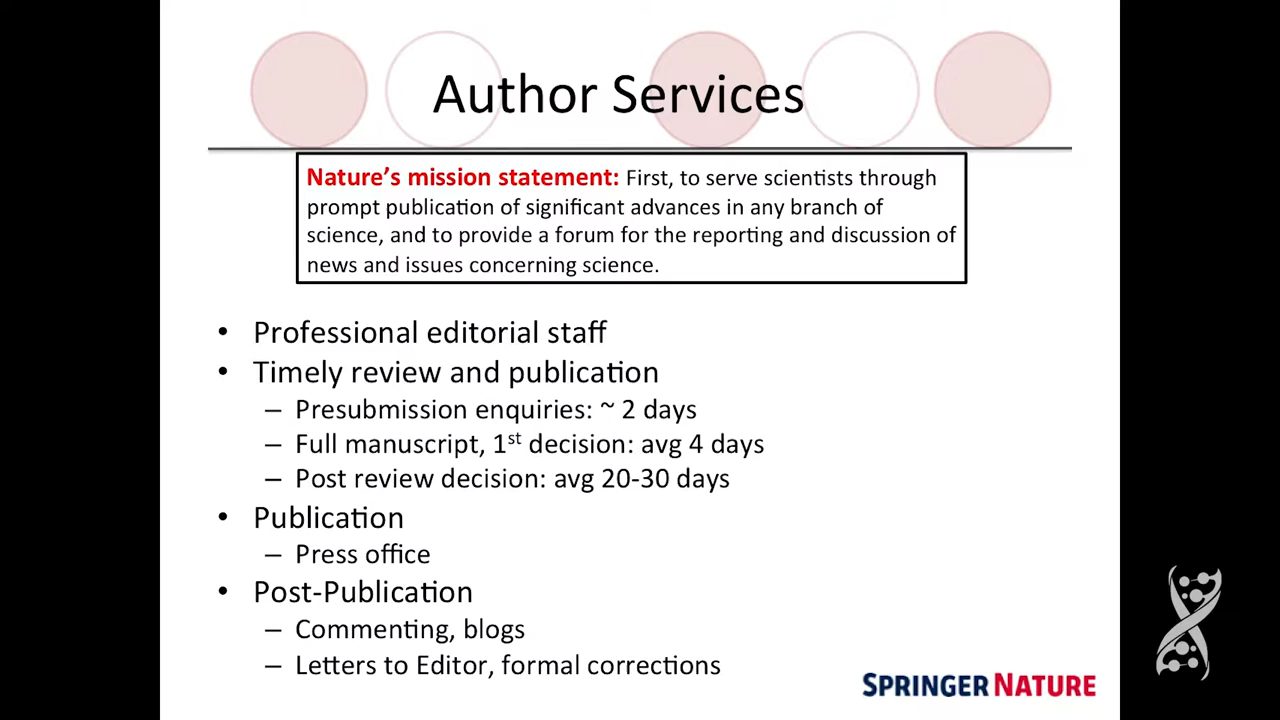 Author Services
Nature’s mission statement: First, to serve scientists through
prompt publication of significant advances in any branch of
science, and to provide a forum for the reporting and discussion of
news and issues concerning science.
• Professional editorial staff
• Timely review and publication
– Presubmission enquiries: ~ 2 days
– Full manuscript, 1st decision: avg 4 days
– Post review decision: avg 20-30 days
• Publication
– Press office
• Post-Publication
– Commenting, blogs
– Letters to Editor, formal corrections
SPRINGER NATURE